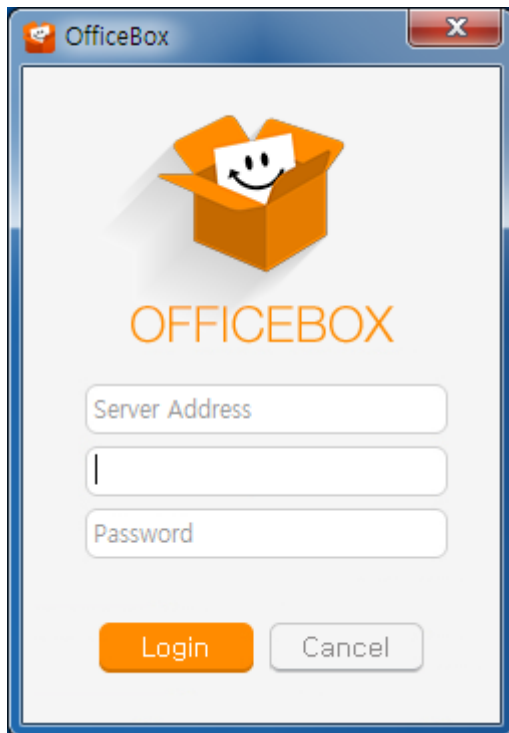 OfficeBox
OFFICEBOX
Server Address
Password
Login
Cancel